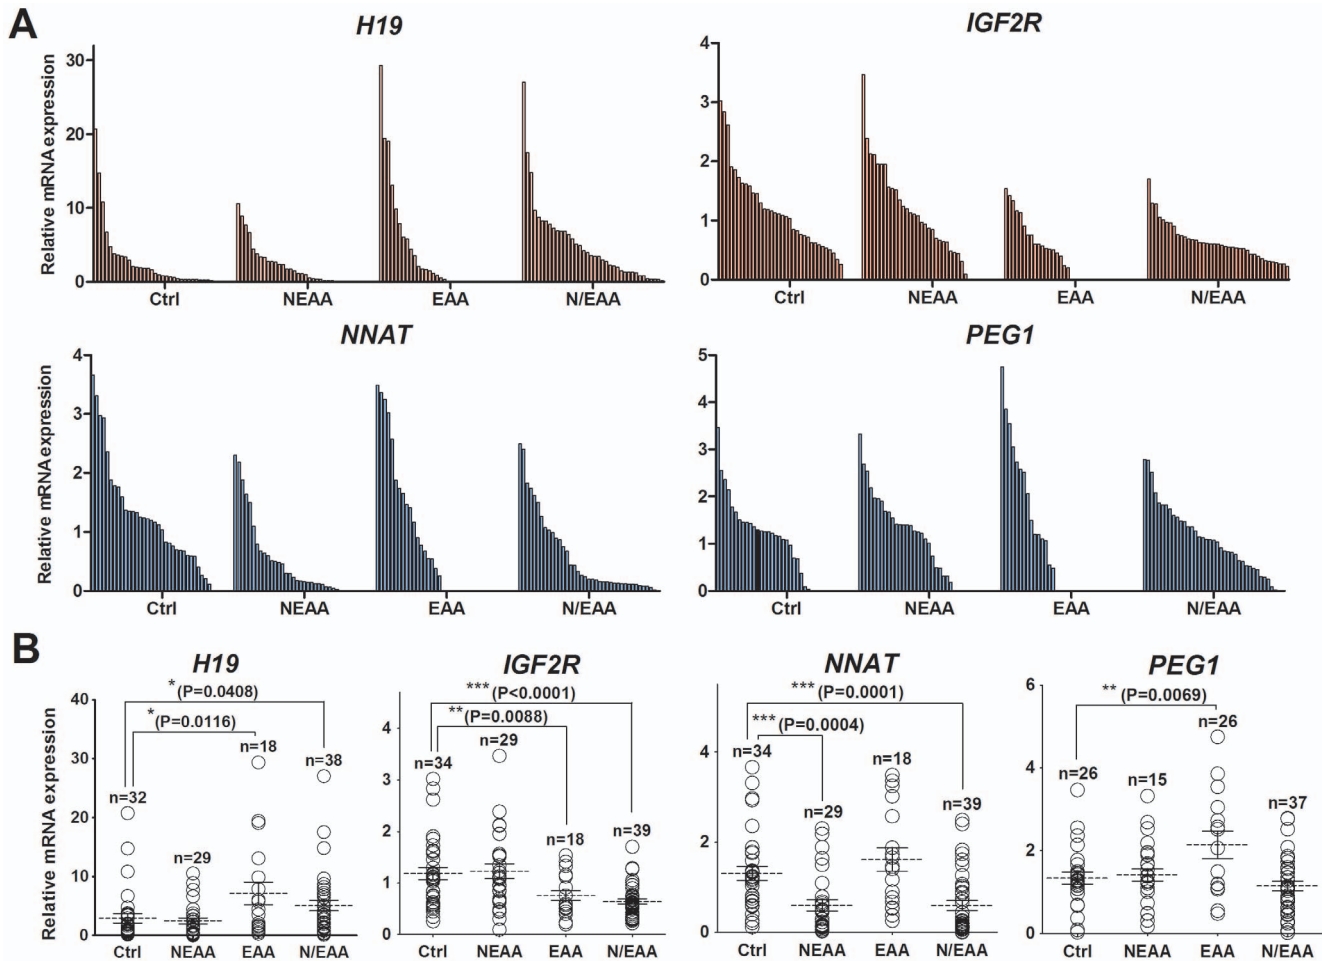 A
H19
IGF2R
Relative mRNA expression
30
20
10
0
Ctrl NEAA EAA N/EAA
4
3
2
1
0
Ctrl NEAA EAA N/EAA
NNAT
PEG1
Relative mRNA expression
4
3
2
1
0
Ctrl NEAA EAA N/EAA
5
4
3
2
1
0
Ctrl NEAA EAA N/EAA
B
H19
Relative mRNA expression
40
30
20
10
0
* (P=0.0408)
* (P=0.0116)
n=32
n=29
n=18
n=38
Ctrl NEAA EAA N/EAA
IGF2R
4
3
2
1
0
*** (P<0.0001)
** (P=0.0088)
n=34
n=29
n=18
n=39
Ctrl NEAA EAA N/EAA
NNAT
4
2
0
*** (P=0.0001)
*** (P=0.0004)
n=34
n=29
n=18
n=39
Ctrl NEAA EAA N/EAA
PEG1
6
4
2
0
** (P=0.0069)
n=26
n=15
n=26
n=37
Ctrl NEAA EAA N/EAA